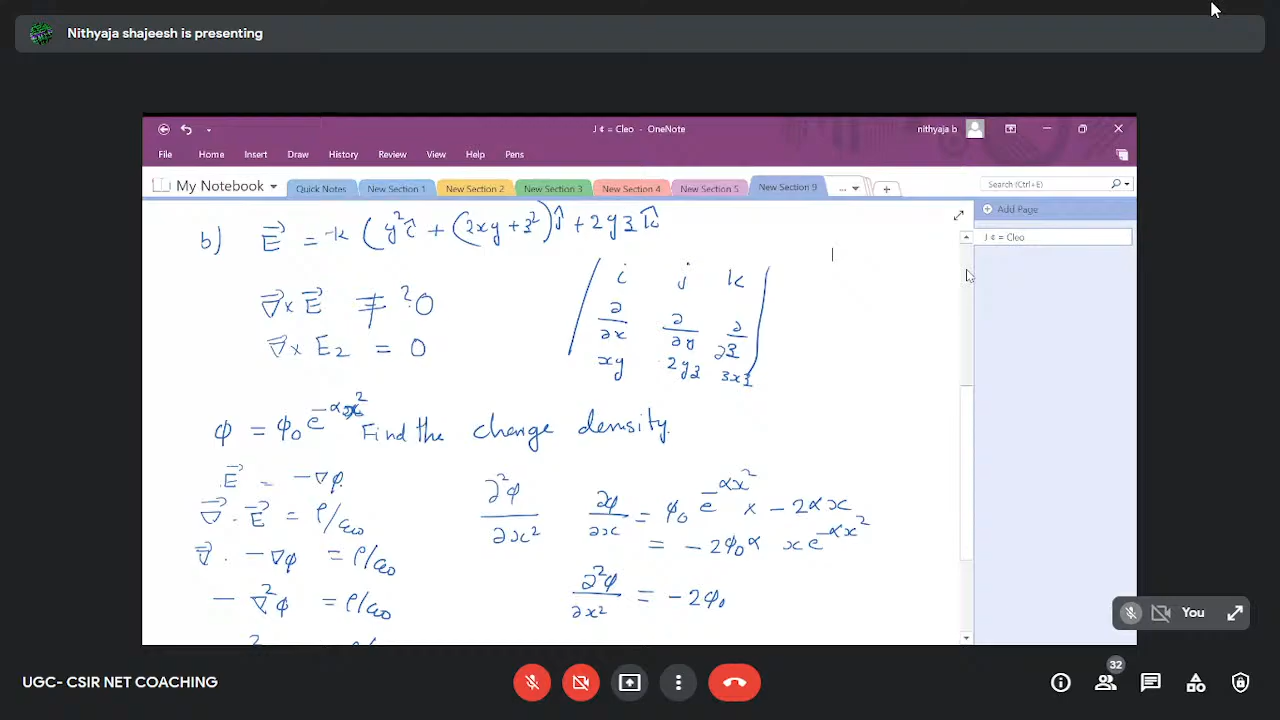 Nithyaja shajeesh is presenting
J ¢ = Cleo - OneNote
nithyaja b
File Home Insert Draw History Review View Help Pens
My Notebook Quick Notes New Section 1 New Section 2 New Section 3 New Section 4 New Section 5 New Section 9 ... +
Search (Ctrl+E)
Add Page
J ¢ = Cleo
b) E⃗ = -k (y²î + (2xy + z²)ĵ + 2yz k̂
i j k
∇⃗ × E⃗ ≠ ? 0
∂/∂x ∂/∂y ∂/∂z
∇⃗ × E₂ = 0
xy 2yz 3xz
φ = φ₀ e^-αx² Find the change density.
E⃗ = -∇φ
∂²φ/∂x²
∂φ/∂x = φ₀ e^-αx² × -2αx
∇⃗ · E⃗ = ρ/ε₀
= -2φ₀α x e^-αx²
∇⃗ · -∇φ = ρ/ε₀
- ∇²φ = ρ/ε₀
∂²φ/∂x² = -2φ₀
You
UGC- CSIR NET COACHING
32